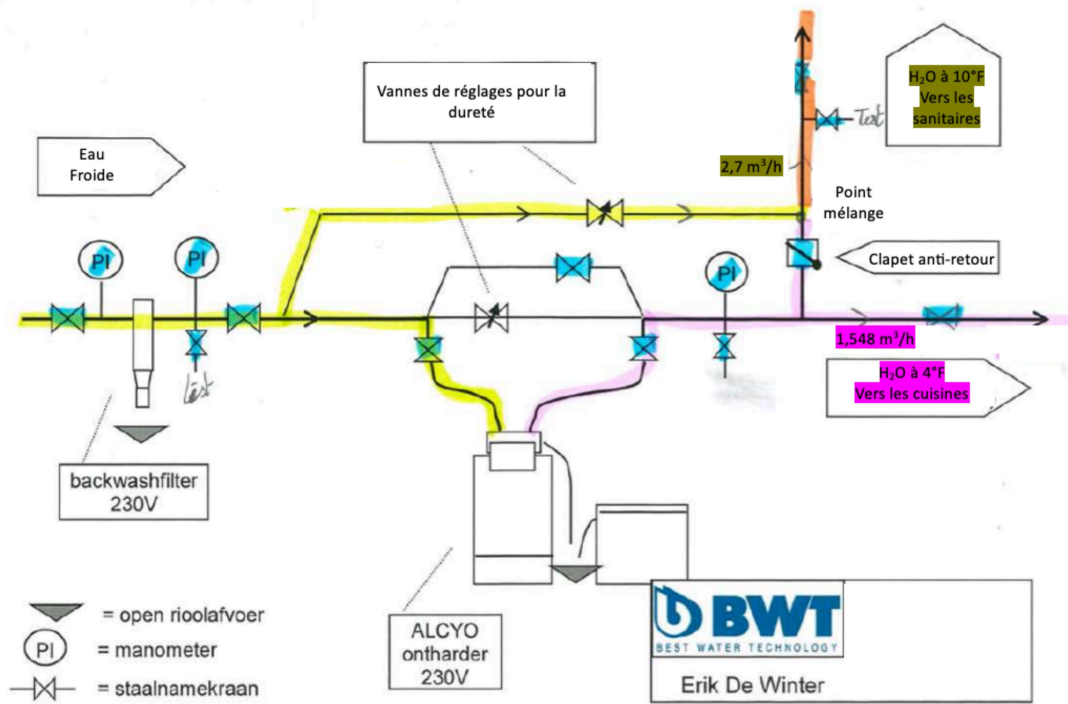 Vannes de réglages pour la
dureté
H₂O à 10°F
Vers les
sanitaires
Test
Eau
Froide
2,7 m³/h
Point
mélange
Clapet anti-retour
PI
PI
PI
1,548 m³/h
H₂O à 4°F
Vers les cuisines
Test
backwashfilter
230V
= open rioolafvoer
PI
= manometer
= staalnamekraan
ALCYO
ontharder
230V
BWT
BEST WATER TECHNOLOGY
Erik De Winter